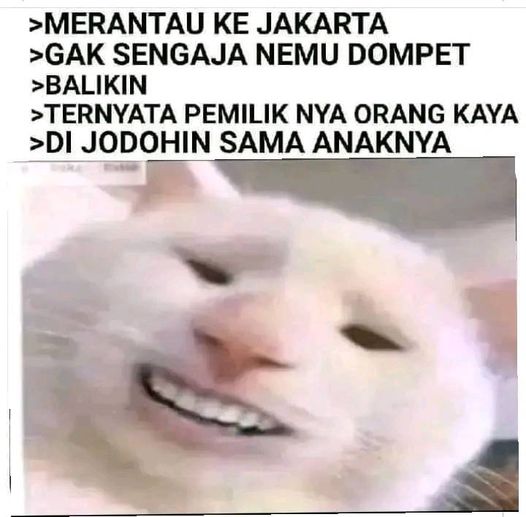 >MERANTAU KE JAKARTA
>GAK SENGAJA NEMU DOMPET
>BALIKIN
>TERNYATA PEMILIK NYA ORANG KAYA
>DI JODOHIN SAMA ANAKNYA